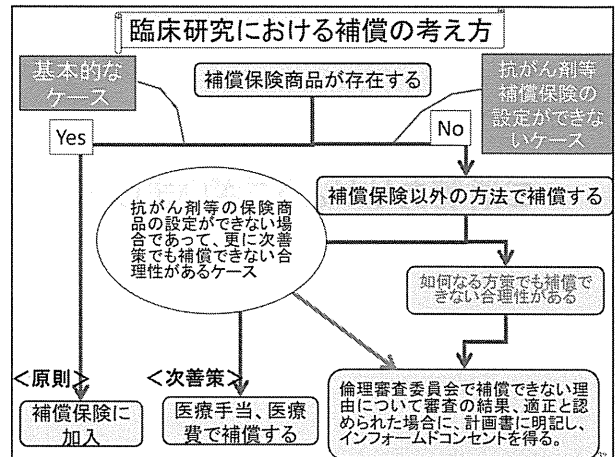 臨床研究における補償の考え方
基本的な
ケース
補償保険商品が存在する
抗がん剤等
補償保険の
設定ができな
いケース
Yes
No
補償保険以外の方法で補償する
抗がん剤等の保険商
品の設定ができない場
合であって、更に次善
策でも補償できない合
理性があるケース
如何なる方策でも補償で
きない合理性がある
<原則>
<次善策>
補償保険に
加入
医療手当、医療
費で補償する
倫理審査委員会で補償できない理
由について審査の結果、適正と認
められた場合に、計画書に明記し、
インフォームドコンセントを得る。